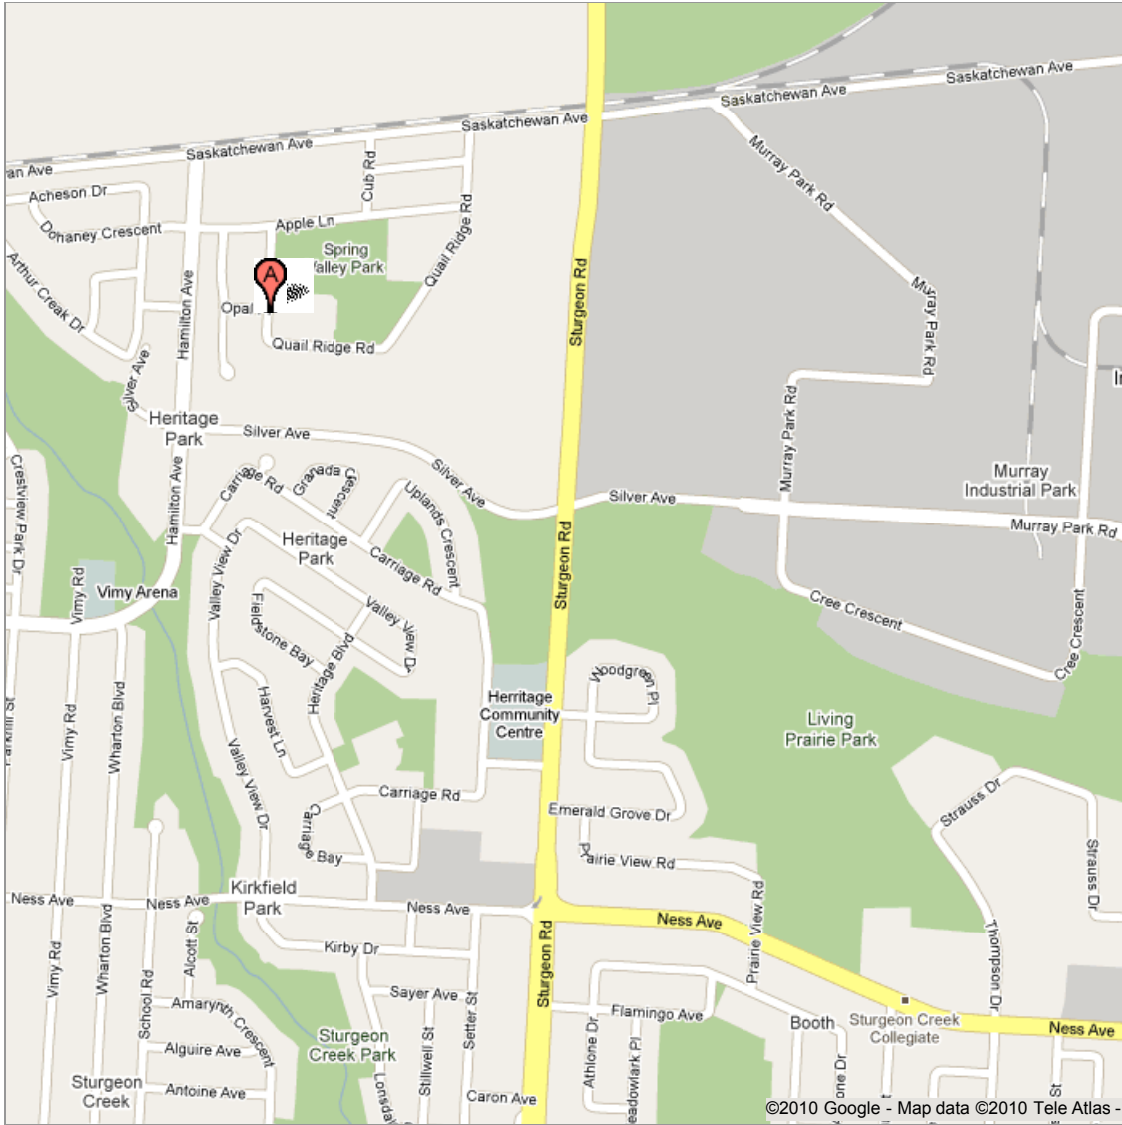 Saskatchewan Ave
Saskatchewan Ave
Saskatchewan Ave
Saskatchewan Ave
an Ave
Murray Park Rd
Cub Rd
Acheson Dr
Dohaney Crescent
Apple Ln
Quail Ridge Rd
Spring
Valley Park
Arthur Creak Dr
Hamilton Ave
A
Opal
Sturgeon Rd
Murray Park Rd
Quail Ridge Rd
Silver Ave
Heritage
Park
Silver Ave
Murray Park Rd
Crestview Park Dr
Hamilton Ave
Carriage Rd
Granada Crescent
Silver Ave
Uplands Crescent
Silver Ave
Murray
Industrial Park
Murray Park Rd
Heritage
Park
Valley View Dr
Carriage Rd
Sturgeon Rd
Vimy Rd
Vimy Arena
Fieldstone Bay
Valley View Dr
Cree Crescent
Cree Crescent
Heritage Blvd
Woodgreen Pl
Wharton Blvd
Vimy Rd
Harvest Ln
Herritage
Community
Centre
Living
Prairie Park
Valley View Dr
Carriage Rd
Emerald Grove Dr
Strauss Dr
Carriage Bay
Prairie View Rd
Strauss Dr
Kirkfield
Park
Ness Ave
Ness Ave
Ness Ave
Ness Ave
Prairie View Rd
Wharton Blvd
Vimy Rd
Alcott St
Kirby Dr
Sturgeon Rd
Thompson Dr
School Rd
Amarynth Crescent
Sayer Ave
Setter St
Flamingo Ave
Booth
Sturgeon Creek
Collegiate
Ness Ave
Sturgeon
Creek Park
Alguire Ave
Stillwell St
Athlone Dr
eadowlark Pl
one Dr
St
Sturgeon
Creek
Antoine Ave
Lonsdal
Caron Ave
©2010 Google - Map data ©2010 Tele Atlas -